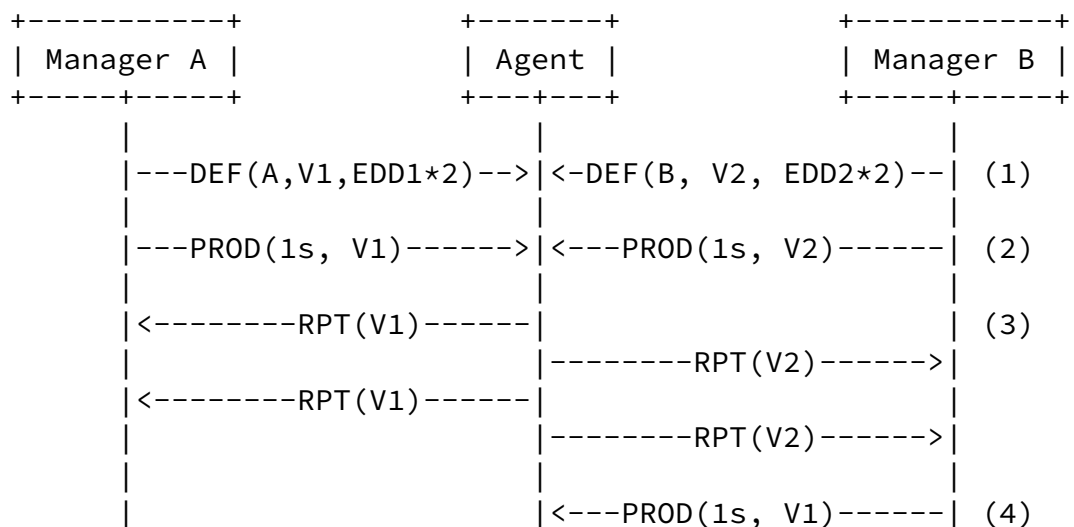 +-----------+           +-------+           +-----------+
| Manager A |           | Agent |           | Manager B |
+-----+-----+           +---+---+           +-----+-----+
      |                     |                     |
      |---DEF(A,V1,EDD1*2)-->|<-DEF(B, V2, EDD2*2)--| (1)
      |                     |                     |
      |---PROD(1s, V1)------>|<---PROD(1s, V2)------| (2)
      |                     |                     |
      |<--------RPT(V1)------|                     | (3)
      |                     |--------RPT(V2)------>|
      |<--------RPT(V1)------|                     |
      |                     |--------RPT(V2)------>|
      |                     |                     |
      |                     |<---PROD(1s, V1)------| (4)